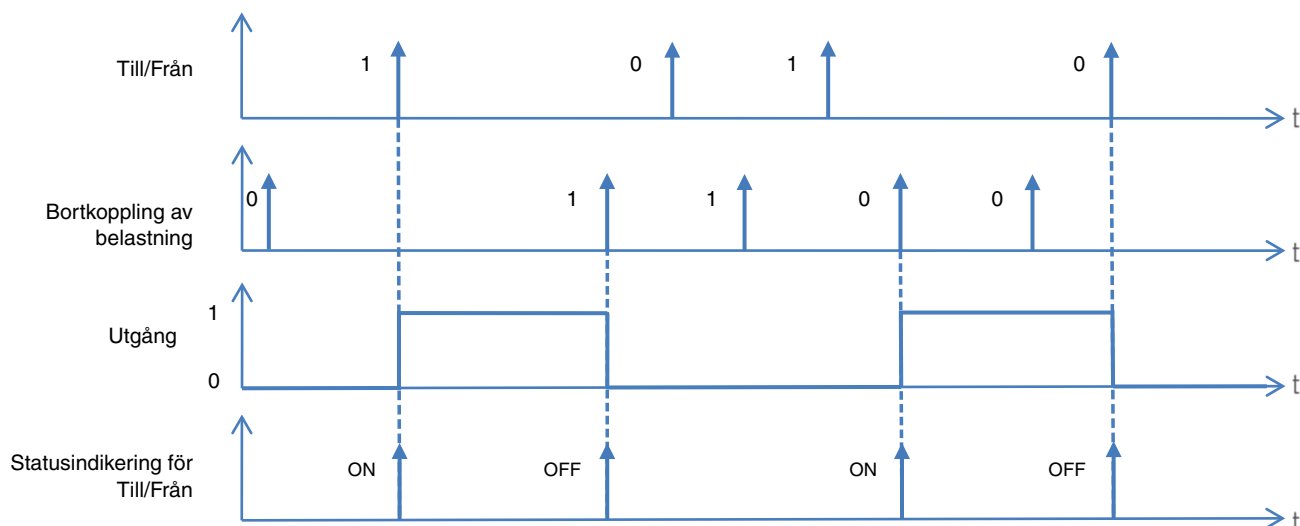 Till/Från
1
0
1
0
t
Bortkoppling av
belastning
0
1
1
0
0
t
Utgång
1
0
t
Statusindikering för
Till/Från
ON
OFF
ON
OFF
t